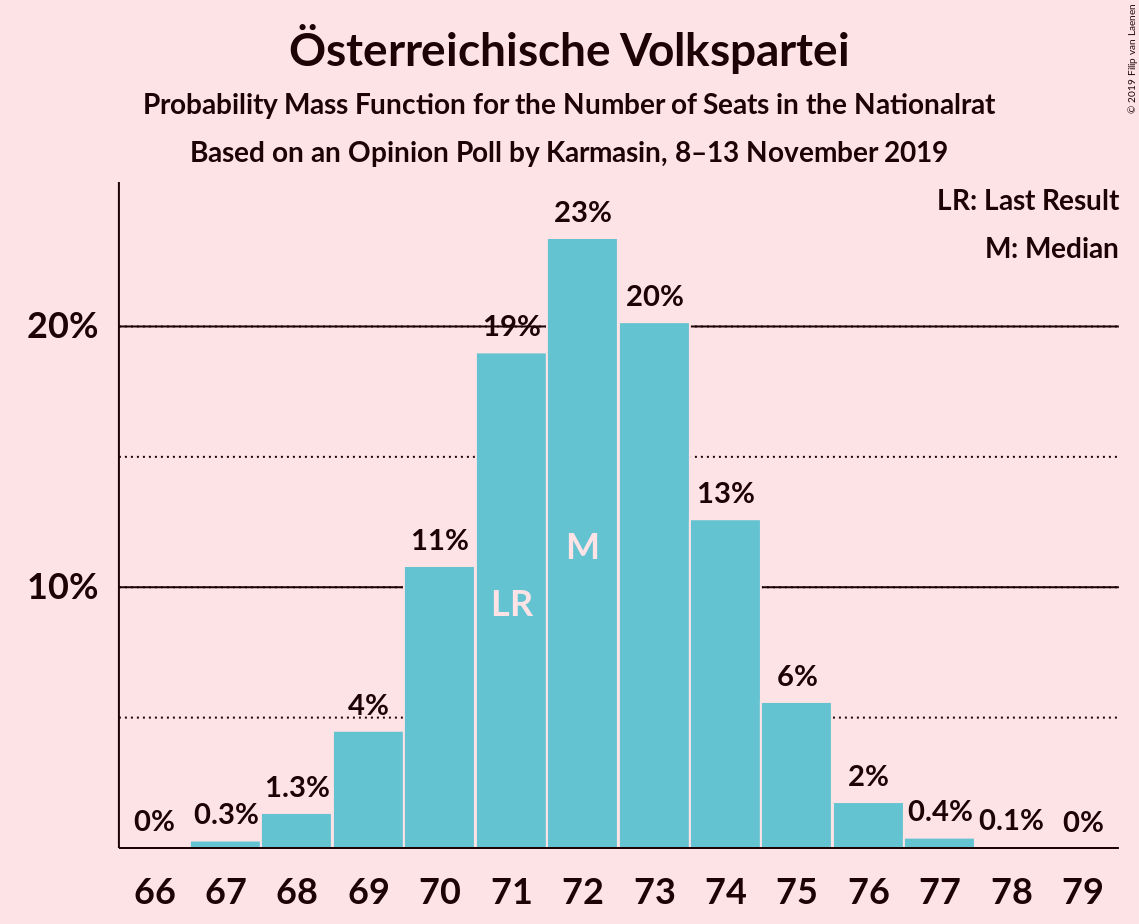 Österreichische Volkspartei
Probability Mass Function for the Number of Seats in the Nationalrat
Based on an Opinion Poll by Karmasin, 8–13 November 2019
© 2019 Filip van Laenen
LR: Last Result
M: Median
20%
10%
0%
0.3%
1.3%
4%
11%
19%
23%
20%
13%
6%
2%
0.4%
0.1%
0%
LR
M
66 67 68 69 70 71 72 73 74 75 76 77 78 79